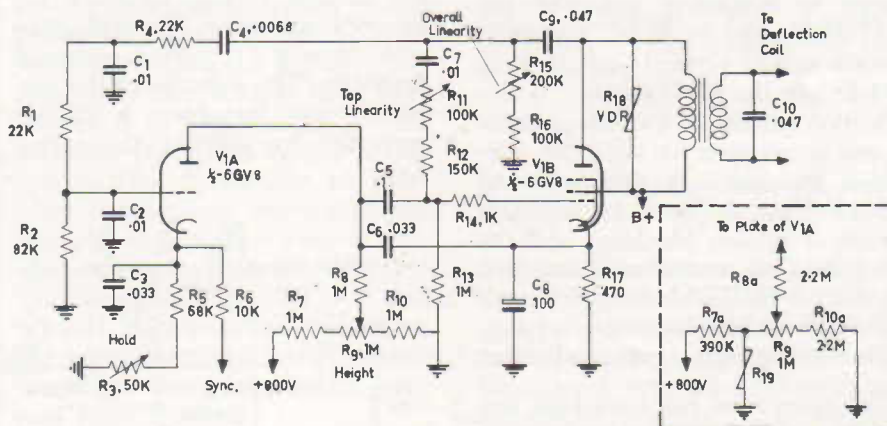 R4, 22K
C4, .0068
Overall
Linearity
C9, .047
To
Deflection
Coil
C1
.01
C7
.01
R15
200K
R1
22K
Top
Linearity
R11
100K
R18
VDR
C10
.047
V1A
½-6GV8
R12
150K
R16
100K
V1B
½-6GV8
C5
.1
R14, 1K
B+
R2
82K
C2
.01
C6, .033
To Plate of V1A
C3
.033
R5
68K
R6
10K
R8
1M
R13
1M
C8
100
R17
470
R8a
2.2M
R7
1M
R10
1M
R7a
390K
R10a
2.2M
Hold
R9, 1M
R9
1M
R3, 50K
Sync.
+800V
Height
+800V
R19